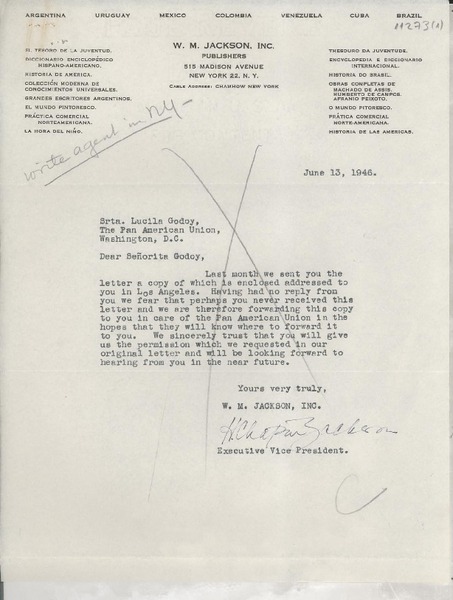 ARGENTINA URUGUAY MEXICO COLOMBIA VENEZUELA CUBA BRAZIL
11273(1)
EL TESORO DE LA JUVENTUD.
DICCIONARIO ENCICLOPÉDICO
HISPANO-AMERICANO.
HISTORIA DE AMÉRICA.
COLECCIÓN MODERNA DE
CONOCIMIENTOS UNIVERSALES.
GRANDES ESCRITORES ARGENTINOS.
EL MUNDO PINTORESCO.
PRÁCTICA COMERCIAL
NORTEAMERICANA.
LA HORA DEL NIÑO.
W. M. JACKSON, INC.
PUBLISHERS
515 MADISON AVENUE
NEW YORK 22, N. Y.
CABLE ADDRESS: CHAMHOW NEW YORK
THESOURO DA JUVENTUDE.
ENCYCLOPEDIA E DICCIONARIO
INTERNACIONAL.
HISTORIA DO BRASIL.
OBRAS COMPLETAS DE
MACHADO DE ASSIS.
HUMBERTO DE CAMPOS.
AFRANIO PEIXOTO.
O MUNDO PITORESCO.
PRÁTICA COMERCIAL
NORTE-AMERICANA.
HISTORIA DE LAS AMERICAS.
write agent in NY-
June 13, 1946.
Srta. Lucila Godoy,
The Pan American Union,
Washington, D.C.
Dear Señorita Godoy,
Last month we sent you the
letter a copy of which is enclosed addressed to
you in Los Angeles. Having had no reply from
you we fear that perhaps you never received this
letter and we are therefore forwarding this copy
to you in care of the Pan American Union in the
hopes that they will know where to forward it
to you. We sincerely trust that you will give
us the permission which we requested in our
original letter and will be looking forward to
hearing from you in the near future.
Yours very truly,
W. M. JACKSON, INC.
Executive Vice President.